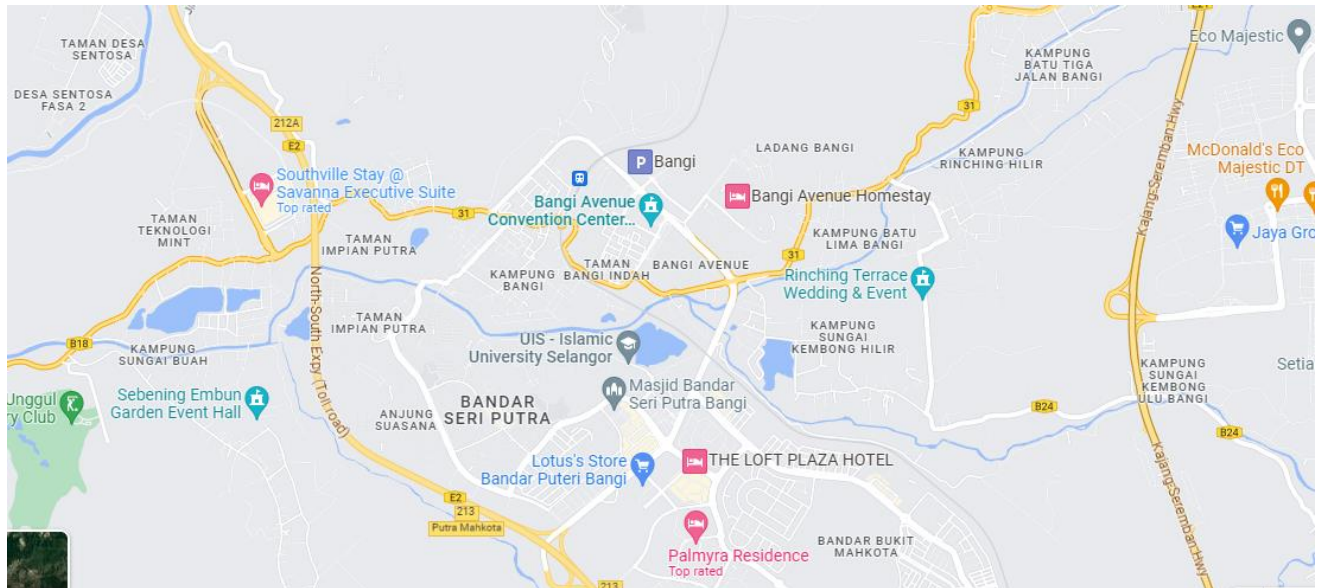 E21
TAMAN DESA
SENTOSA
Eco Majestic
KAMPUNG
BATU TIGA
JALAN BANGI
DESA SENTOSA
FASA 2
31
212A
E2
LADANG BANGI
KAMPUNG
RINCHING HILIR
McDonald's Eco
Majestic DT
P
Bangi
Southville Stay @
Savanna Executive Suite
Top rated
Bangi Avenue
Convention Center...
Bangi Avenue Homestay
31
TAMAN
TEKNOLOGI
MINT
TAMAN
IMPIAN PUTRA
KAMPUNG BATU
LIMA BANGI
Jaya Gro
Kajang-Seremban Hwy
31
KAMPUNG
BANGI
TAMAN
BANGI INDAH
BANGI AVENUE
Rinching Terrace
Wedding & Event
North-South Expy (Toll road)
TAMAN
IMPIAN PUTRA
B18
KAMPUNG
SUNGAI BUAH
UIS - Islamic
University Selangor
KAMPUNG
SUNGAI
KEMBONG HILIR
Setia
KAMPUNG
SUNGAI
KEMBONG
ULU BANGI
Unggul
ry Club
Sebening Embun
Garden Event Hall
ANJUNG
SUASANA
BANDAR
SERI PUTRA
Masjid Bandar
Seri Putra Bangi
B24
B24
Lotus's Store
Bandar Puteri Bangi
THE LOFT PLAZA HOTEL
Kajang-Seremban Hwy
E2
213
Putra Mahkota
Palmyra Residence
Top rated
BANDAR BUKIT
MAHKOTA
213